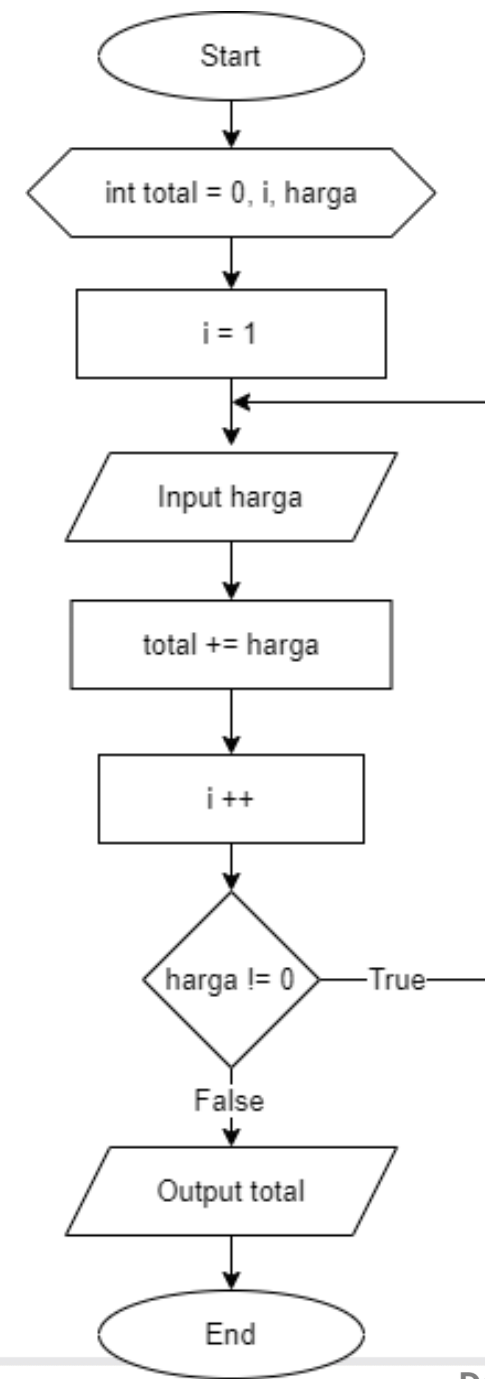 Start
int total = 0, i, harga
i = 1
Input harga
total += harga
i ++
harga != 0
True
False
Output total
End